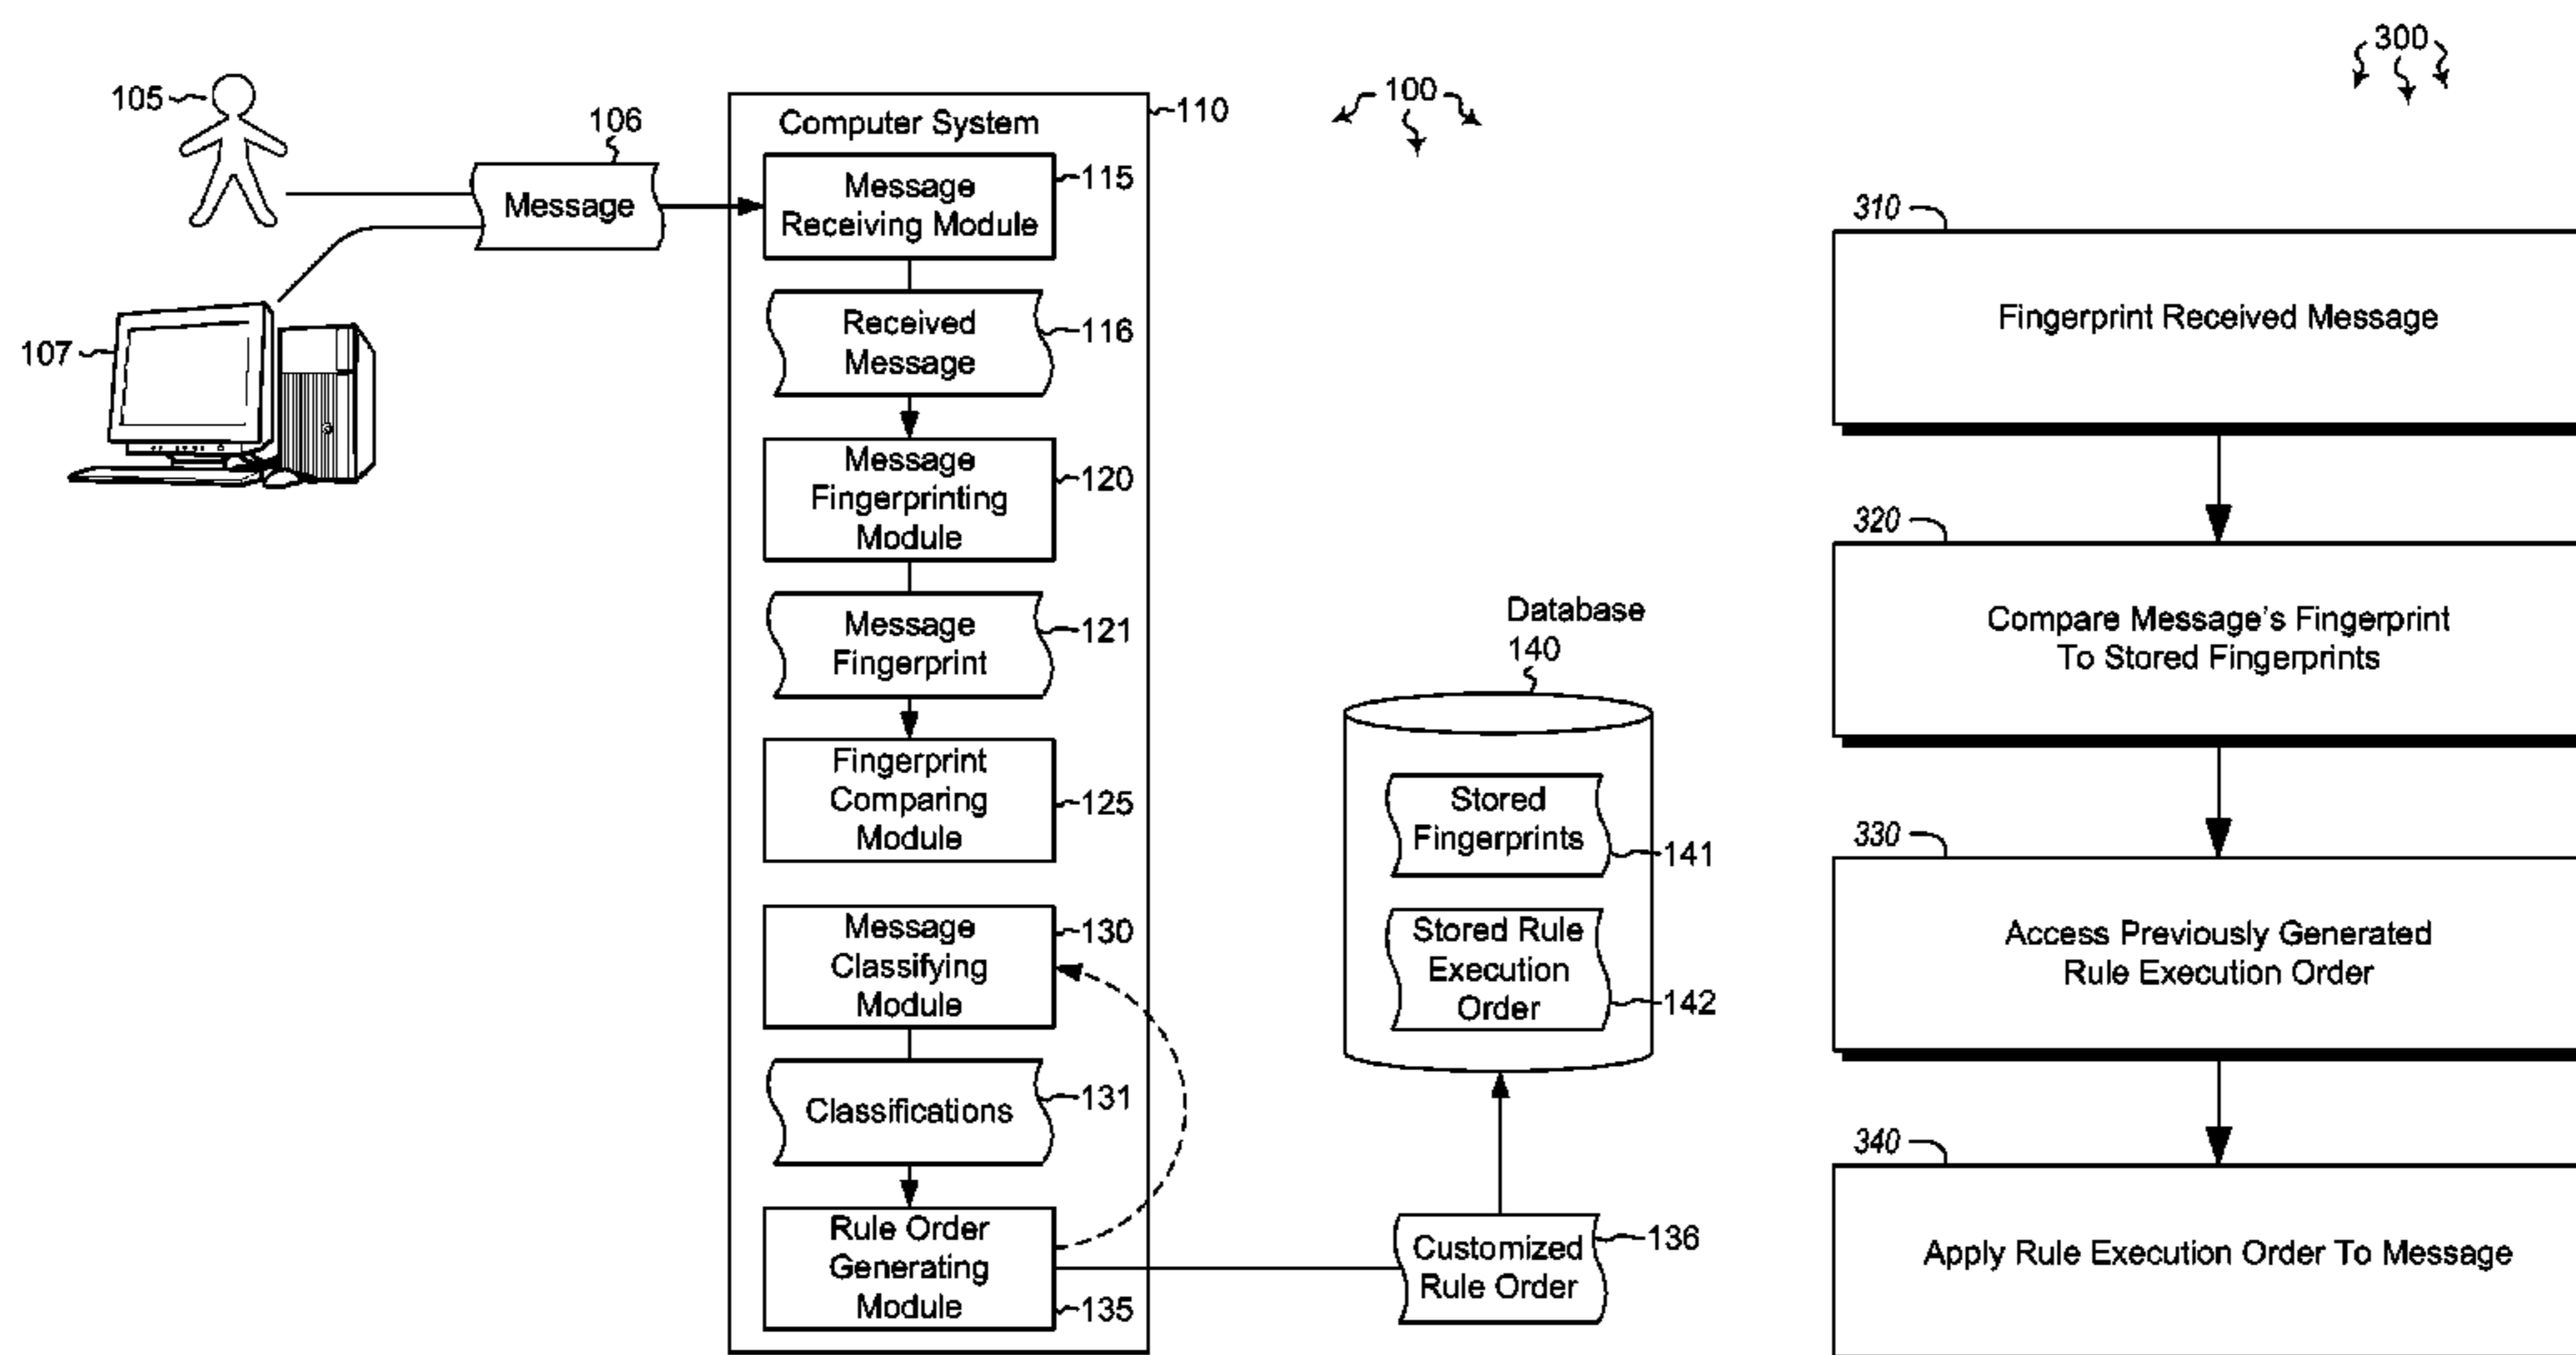 105
106
Message
107
Computer System
110
Message
Receiving Module
115
Received
Message
116
Message
Fingerprinting
Module
120
Message
Fingerprint
121
Fingerprint
Comparing
Module
125
Message
Classifying
Module
130
Classifications
131
Rule Order
Generating
Module
135
100
Database
140
Stored
Fingerprints
141
Stored Rule
Execution
Order
142
Customized
Rule Order
136
300
310
Fingerprint Received Message
320
Compare Message's Fingerprint
To Stored Fingerprints
330
Access Previously Generated
Rule Execution Order
340
Apply Rule Execution Order To Message